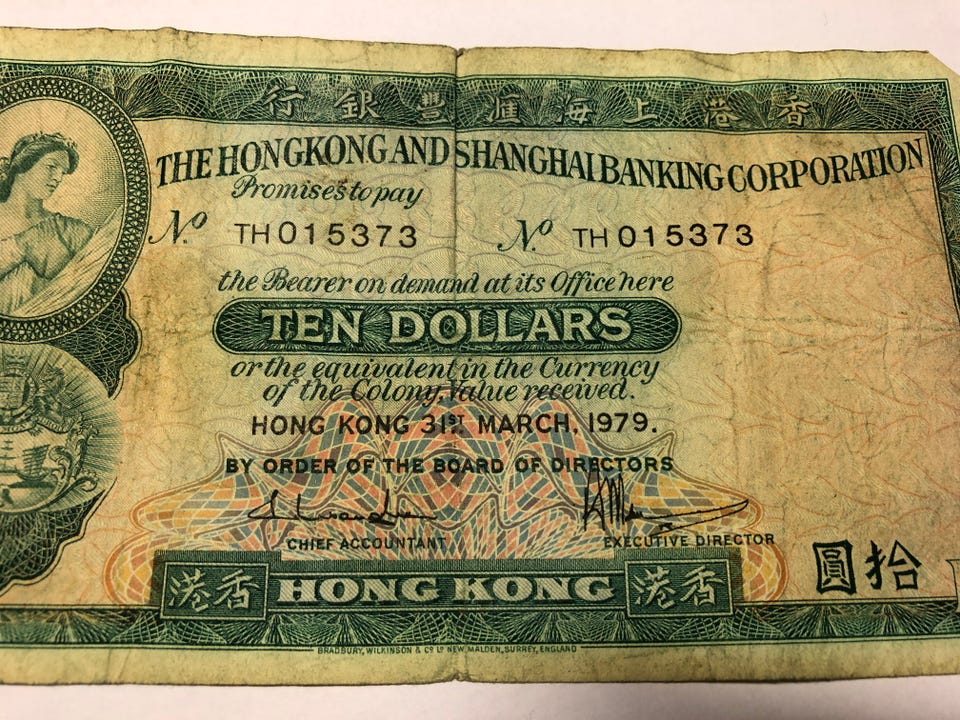 行銀豐滙海上港香
THE HONGKONG AND SHANGHAI BANKING CORPORATION
Promises to pay
No TH015373 No TH015373
the Bearer on demand at its Office here
TEN DOLLARS
or the equivalent in the Currency
of the Colony, Value received.
HONG KONG 31ST MARCH, 1979.
BY ORDER OF THE BOARD OF DIRECTORS
CHIEF ACCOUNTANT EXECUTIVE DIRECTOR
圓拾
港香 HONG KONG 港香
BRADBURY, WILKINSON & Co Ld NEW MALDEN, SURREY, ENGLAND